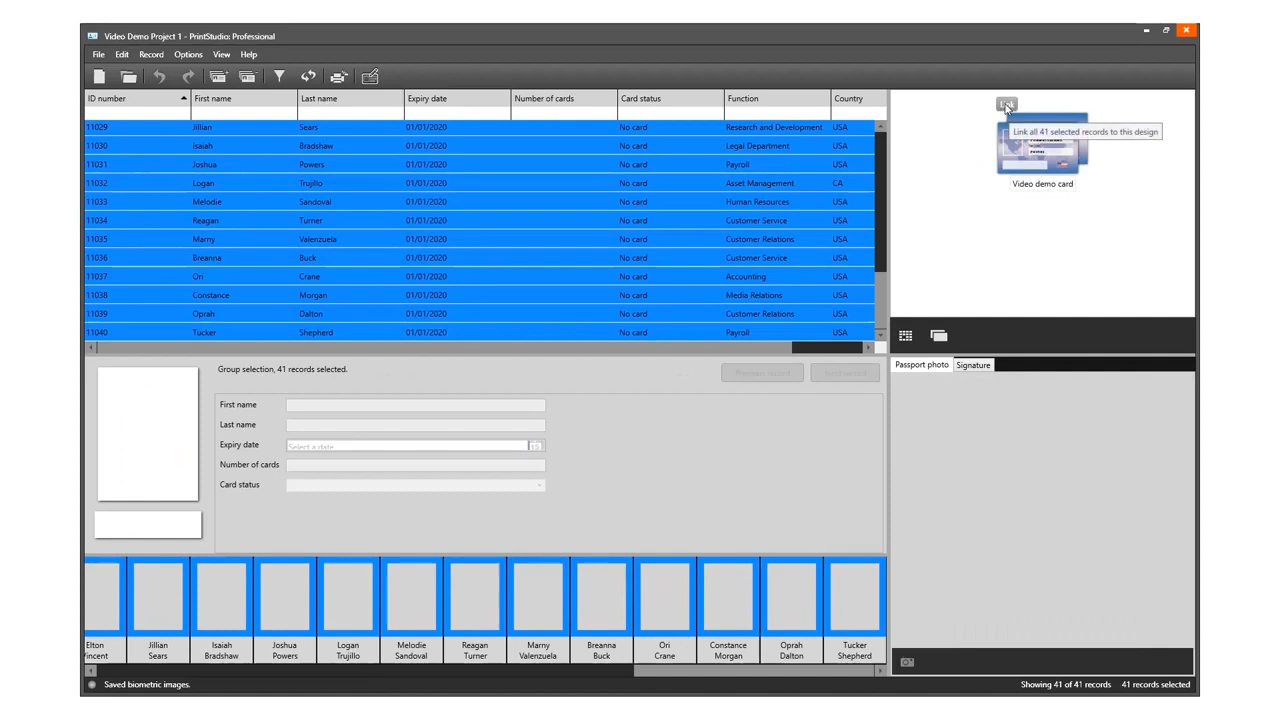 Video Demo Project 1 - PrintStudio: Professional
File Edit Record Options View Help
ID number First name Last name Expiry date Number of cards Card status Function Country
11029 Jillian Sears 01/01/2020 No card Research and Development USA
11030 Isaiah Bradshaw 01/01/2020 No card Legal Department USA
11031 Joshua Powers 01/01/2020 No card Payroll USA
11032 Logan Trujillo 01/01/2020 No card Asset Management CA
11033 Melodie Sandoval 01/01/2020 No card Human Resources USA
11034 Reagan Turner 01/01/2020 No card Customer Service USA
11035 Marny Valenzuela 01/01/2020 No card Customer Relations USA
11036 Breanna Buck 01/01/2020 No card Customer Service USA
11037 Ori Crane 01/01/2020 No card Accounting USA
11038 Constance Morgan 01/01/2020 No card Media Relations USA
11039 Oprah Dalton 01/01/2020 No card Customer Relations USA
11040 Tucker Shepherd 01/01/2020 No card Payroll USA
Link
Link all 41 selected records to this design
Video demo card
Group selection, 41 records selected.
First name
Last name
Expiry date Select a date 15
Number of cards
Card status
Passport photo Signature
Elton Jillian Isaiah Joshua Logan Melodie Reagan Marny Breanna Ori Constance Oprah Tucker
Vincent Sears Bradshaw Powers Trujillo Sandoval Turner Valenzuela Buck Crane Morgan Dalton Shepherd
Saved biometric images.
Showing 41 of 41 records 41 records selected